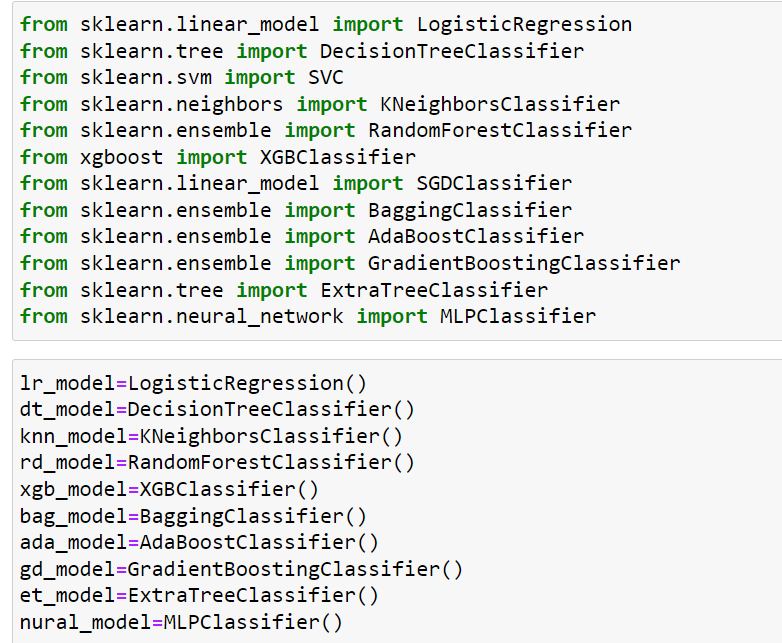 from sklearn.linear_model import LogisticRegression
from sklearn.tree import DecisionTreeClassifier
from sklearn.svm import SVC
from sklearn.neighbors import KNeighborsClassifier
from sklearn.ensemble import RandomForestClassifier
from xgboost import XGBClassifier
from sklearn.linear_model import SGDClassifier
from sklearn.ensemble import BaggingClassifier
from sklearn.ensemble import AdaBoostClassifier
from sklearn.ensemble import GradientBoostingClassifier
from sklearn.tree import ExtraTreeClassifier
from sklearn.neural_network import MLPClassifier
lr_model=LogisticRegression()
dt_model=DecisionTreeClassifier()
knn_model=KNeighborsClassifier()
rd_model=RandomForestClassifier()
xgb_model=XGBClassifier()
bag_model=BaggingClassifier()
ada_model=AdaBoostClassifier()
gd_model=GradientBoostingClassifier()
et_model=ExtraTreeClassifier()
nural_model=MLPClassifier()